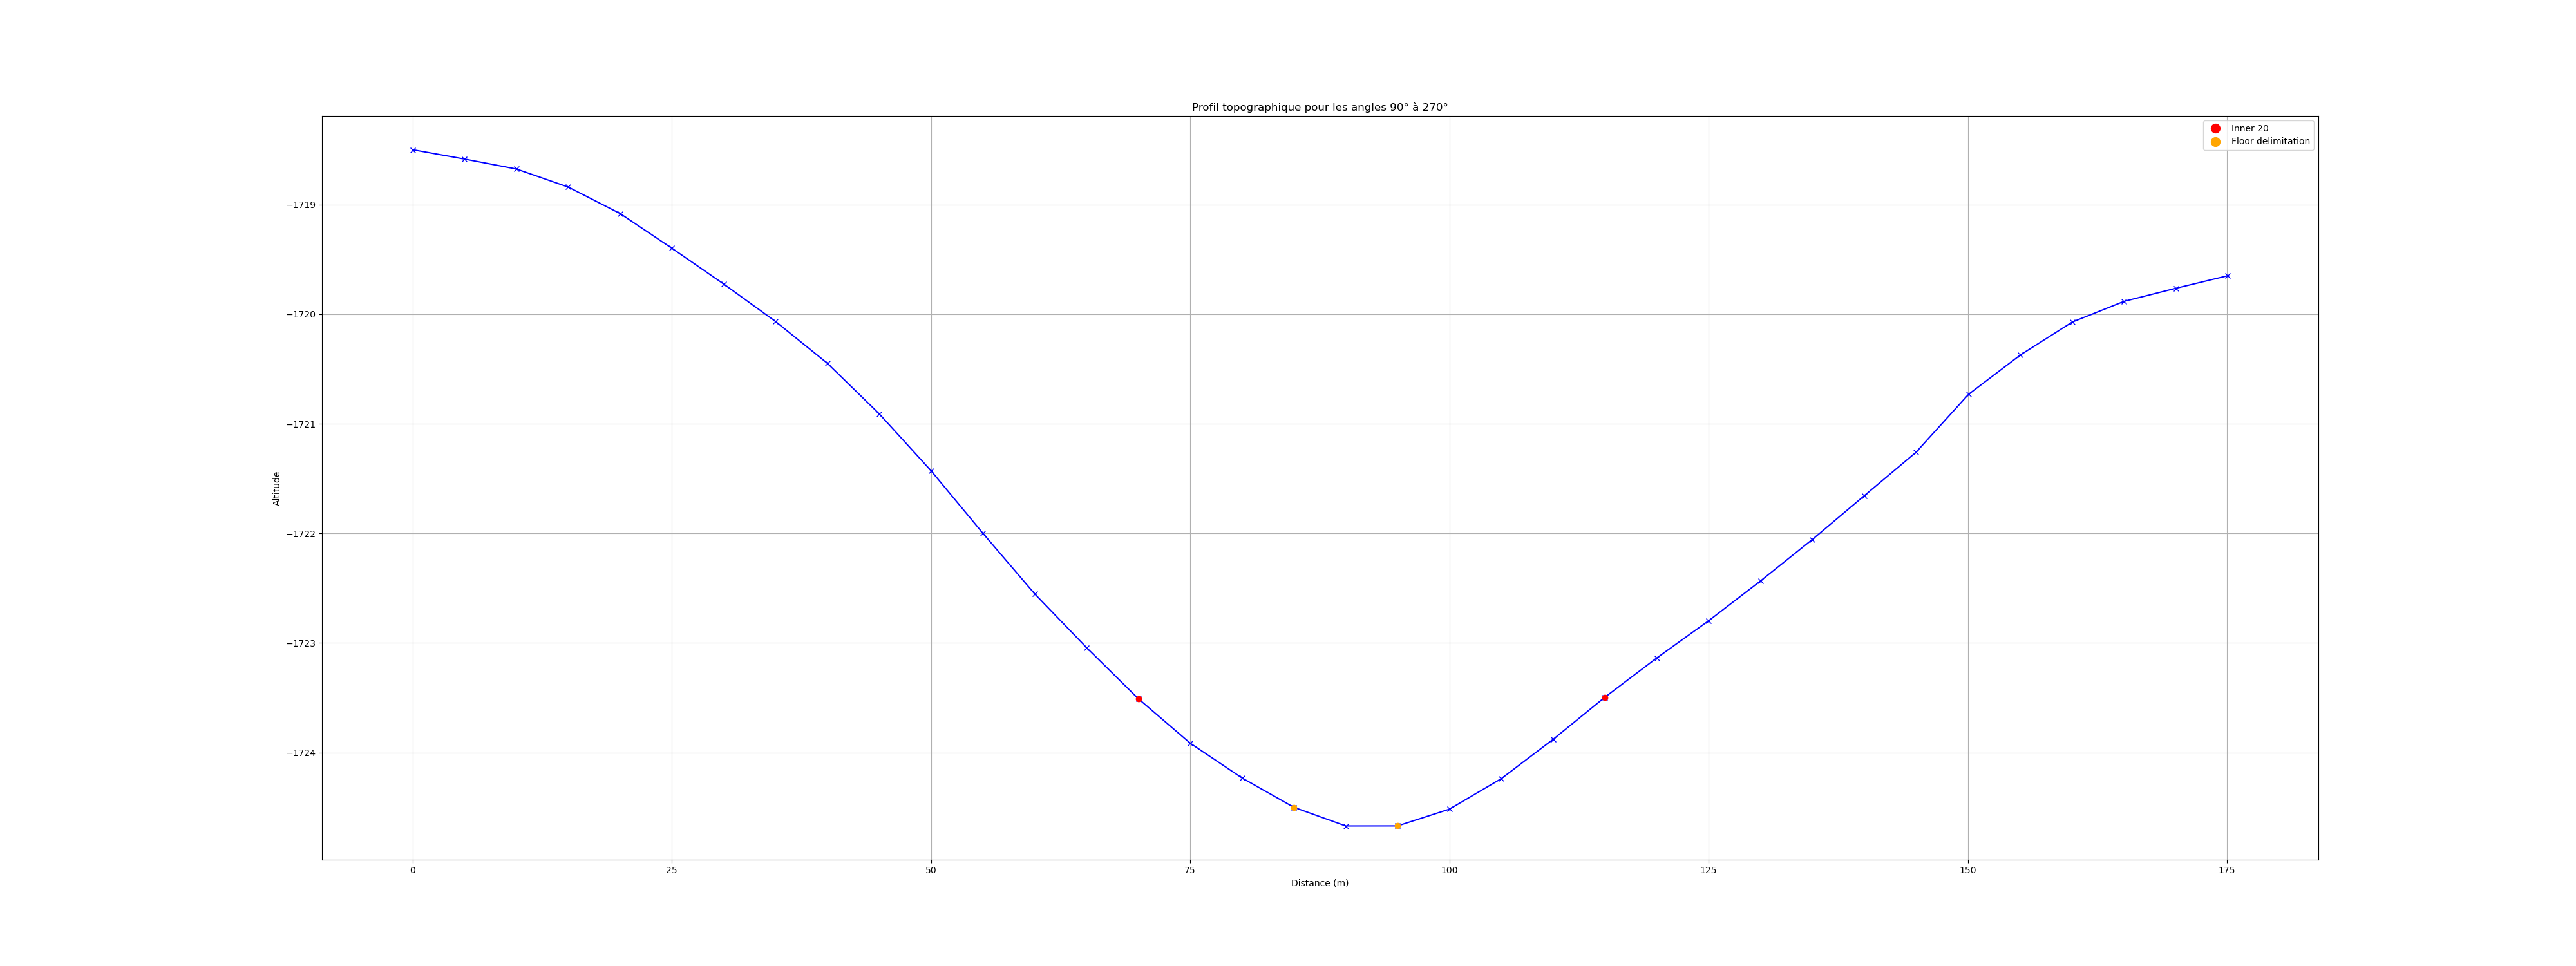 Profil topographique pour les angles 90° à 270°
Inner 20
Floor delimitation
−1719
−1720
−1721
−1722
−1723
−1724
Altitude
0
25
50
75
100
125
150
175
Distance (m)